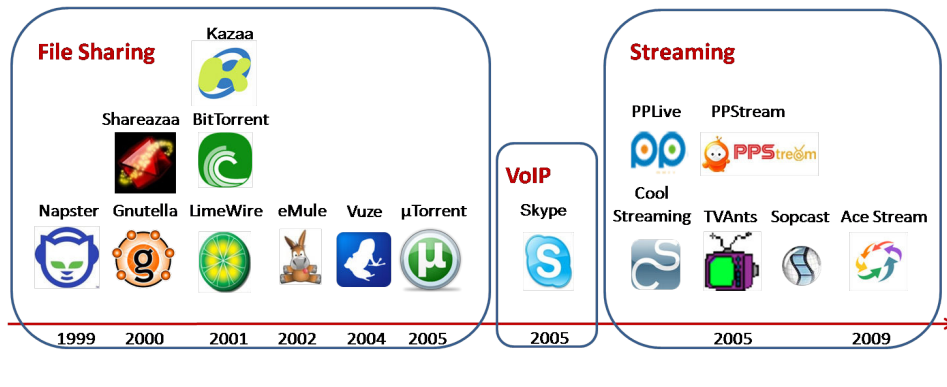 File Sharing
Kazaa
Shareazaa
BitTorrent
Napster
Gnutella
LimeWire
eMule
Vuze
µTorrent
g
µ
1999
2000
2001
2002
2004
2005
VoIP
Skype
S
2005
Streaming
PPLive
PPStream
pp
PPStream
Cool
Streaming
TVAnts
Sopcast
Ace Stream
2005
2009